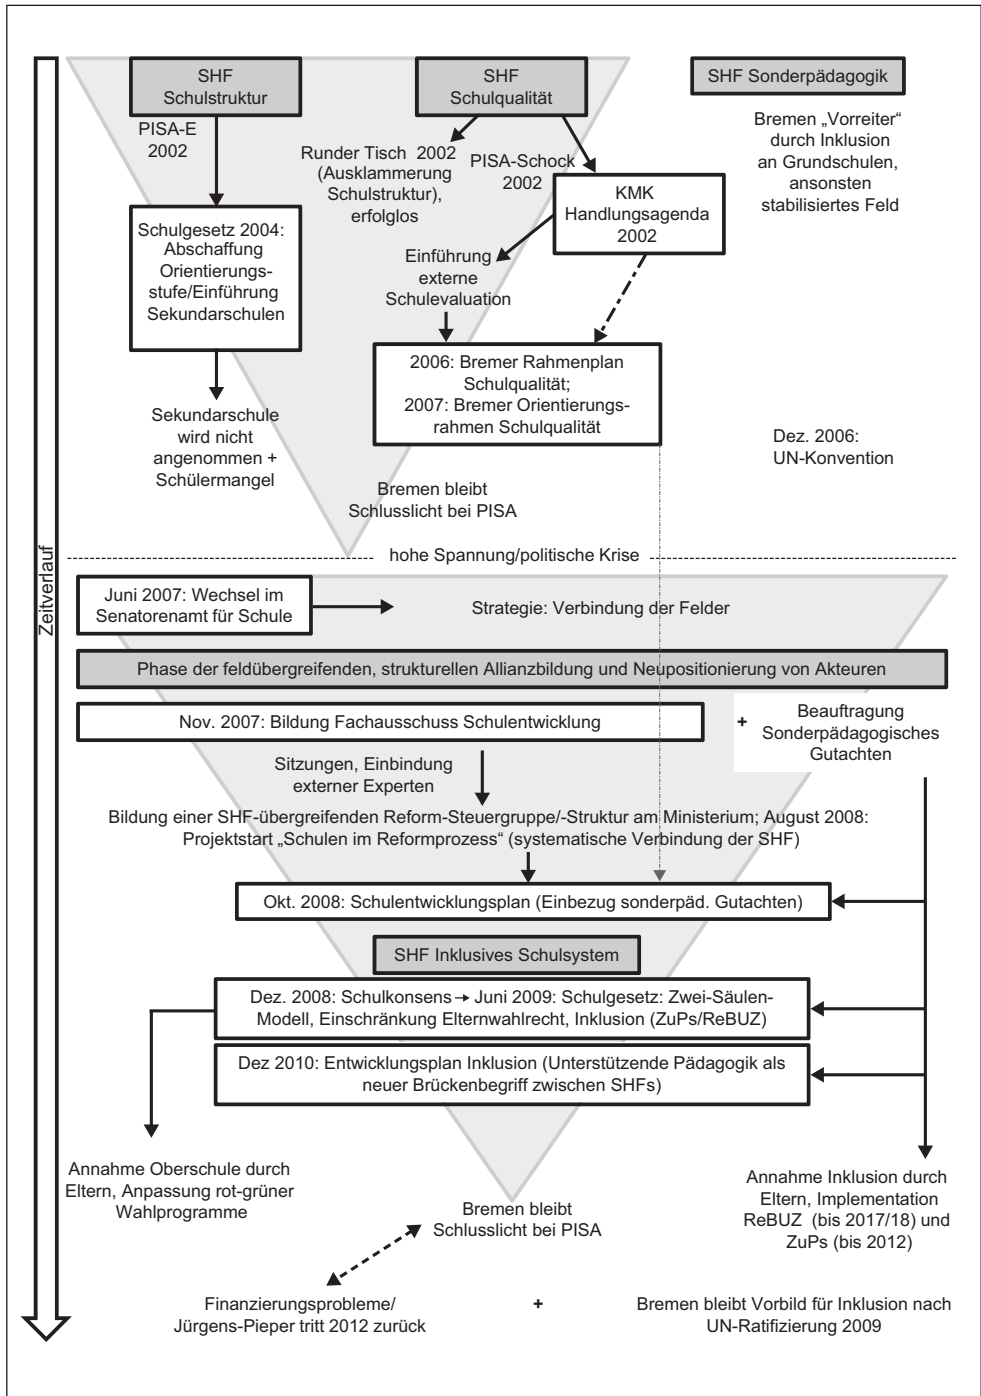 Zeitverlauf
SHF
Schulstruktur
SHF
Schulqualität
SHF Sonderpädagogik
PISA-E
2002
Runder Tisch 2002
(Ausklammerung
Schulstruktur),
erfolglos
PISA-Schock
2002
Bremen „Vorreiter“
durch Inklusion
an Grundschulen,
ansonsten
stabilisiertes Feld
KMK
Handlungsagenda
2002
Schulgesetz 2004:
Abschaffung
Orientierungs-
stufe/Einführung
Sekundarschulen
Einführung
externe
Schulevaluation
2006: Bremer Rahmenplan
Schulqualität;
2007: Bremer Orientierungs-
rahmen Schulqualität
Sekundarschule
wird nicht
angenommen +
Schülermangel
Dez. 2006:
UN-Konvention
Bremen bleibt
Schlusslicht bei PISA
hohe Spannung/politische Krise
Juni 2007: Wechsel im
Senatorenamt für Schule
Strategie: Verbindung der Felder
Phase der feldübergreifenden, strukturellen Allianzbildung und Neupositionierung von Akteuren
Nov. 2007: Bildung Fachausschuss Schulentwicklung
+
Beauftragung
Sonderpädagogisches
Gutachten
Sitzungen, Einbindung
externer Experten
Bildung einer SHF-übergreifenden Reform-Steuergruppe/-Struktur am Ministerium; August 2008:
Projektstart „Schulen im Reformprozess“ (systematische Verbindung der SHF)
Okt. 2008: Schulentwicklungsplan (Einbezug sonderpäd. Gutachten)
SHF Inklusives Schulsystem
Dez. 2008: Schulkonsens → Juni 2009: Schulgesetz: Zwei-Säulen-
Modell, Einschränkung Elternwahlrecht, Inklusion (ZuPs/ReBUZ)
Dez 2010: Entwicklungsplan Inklusion (Unterstützende Pädagogik als
neuer Brückenbegriff zwischen SHFs)
Annahme Oberschule durch
Eltern, Anpassung rot-grüner
Wahlprogramme
Annahme Inklusion durch
Eltern, Implementation
ReBUZ (bis 2017/18) und
ZuPs (bis 2012)
Bremen bleibt
Schlusslicht bei PISA
Finanzierungsprobleme/
Jürgens-Pieper tritt 2012 zurück
+
Bremen bleibt Vorbild für Inklusion nach
UN-Ratifizierung 2009